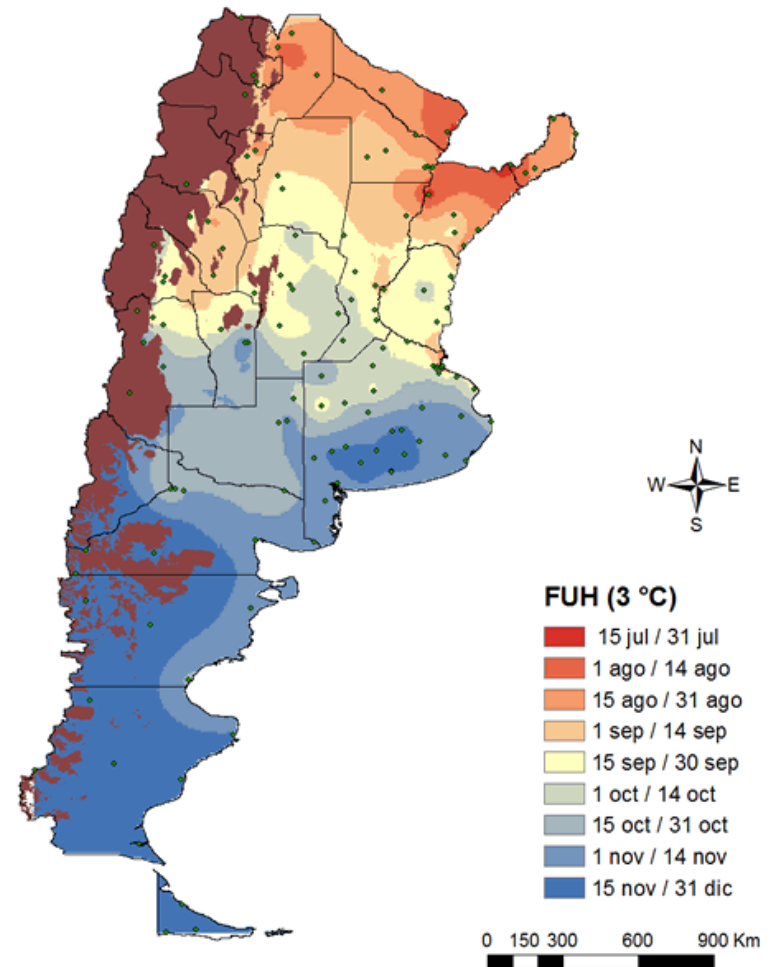 N
W E
S
FUH (3 °C)
15 jul / 31 jul
1 ago / 14 ago
15 ago / 31 ago
1 sep / 14 sep
15 sep / 30 sep
1 oct / 14 oct
15 oct / 31 oct
1 nov / 14 nov
15 nov / 31 dic
0 150 300 600 900 Km